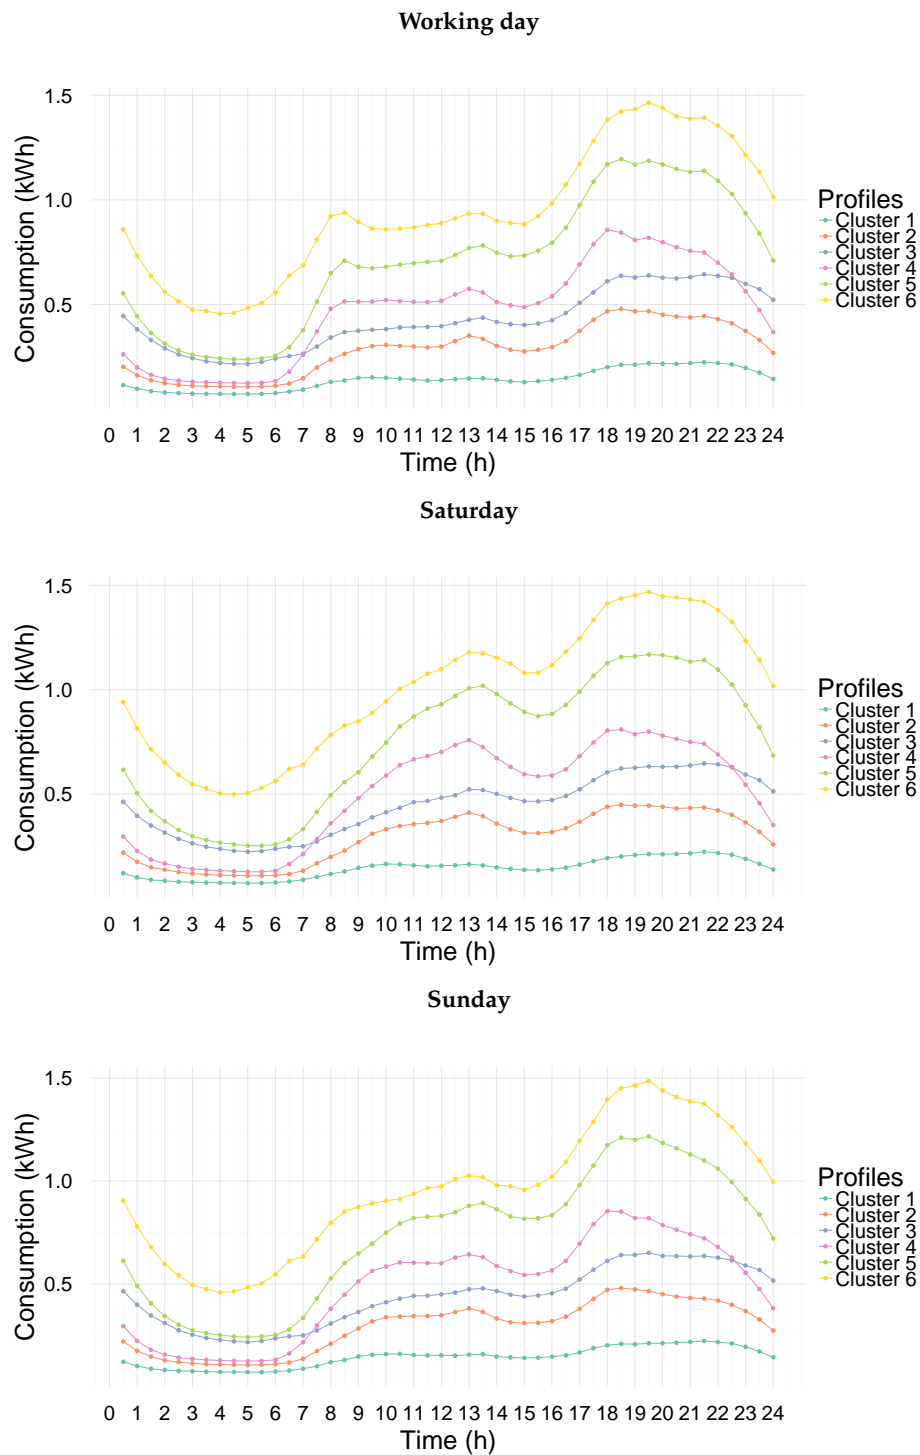 Working day
1.5
1.0
0.5
Consumption (kWh)
0 1 2 3 4 5 6 7 8 9 10 11 12 13 14 15 16 17 18 19 20 21 22 23 24
Time (h)
Profiles
Cluster 1
Cluster 2
Cluster 3
Cluster 4
Cluster 5
Cluster 6
Saturday
1.5
1.0
0.5
Consumption (kWh)
0 1 2 3 4 5 6 7 8 9 10 11 12 13 14 15 16 17 18 19 20 21 22 23 24
Time (h)
Profiles
Cluster 1
Cluster 2
Cluster 3
Cluster 4
Cluster 5
Cluster 6
Sunday
1.5
1.0
0.5
Consumption (kWh)
0 1 2 3 4 5 6 7 8 9 10 11 12 13 14 15 16 17 18 19 20 21 22 23 24
Time (h)
Profiles
Cluster 1
Cluster 2
Cluster 3
Cluster 4
Cluster 5
Cluster 6